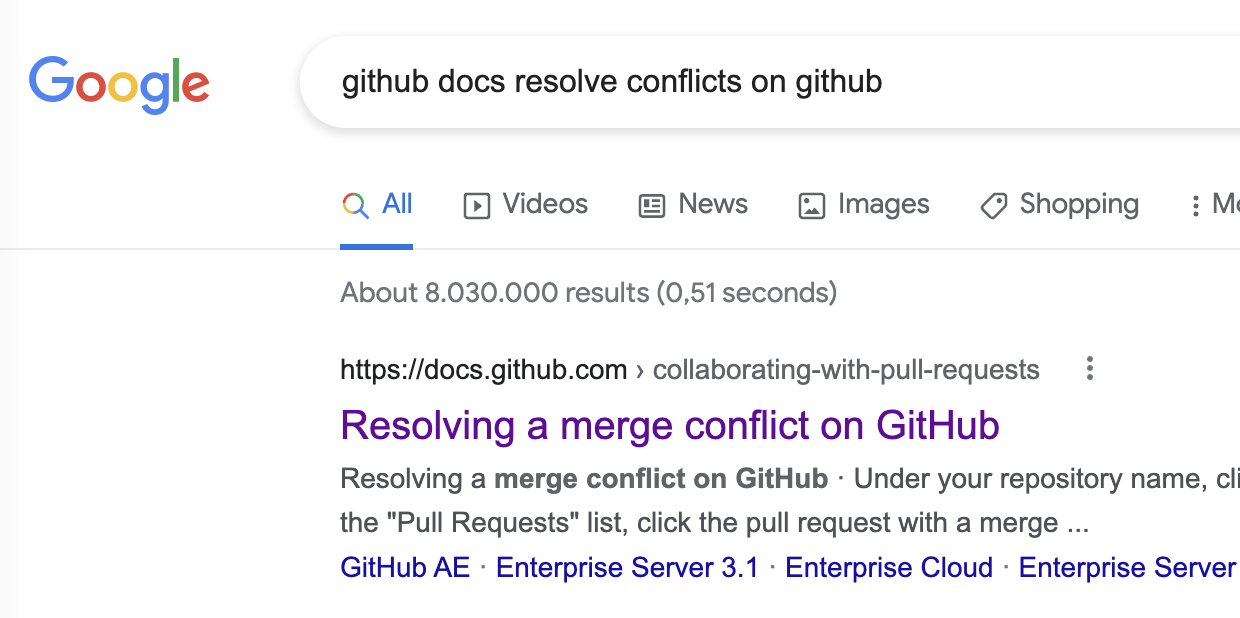 Google
github docs resolve conflicts on github
All Videos News Images Shopping
About 8.030.000 results (0,51 seconds)
https://docs.github.com › collaborating-with-pull-requests
Resolving a merge conflict on GitHub
Resolving a merge conflict on GitHub · Under your repository name,
the "Pull Requests" list, click the pull request with a merge ...
GitHub AE · Enterprise Server 3.1 · Enterprise Cloud · Enterprise Server